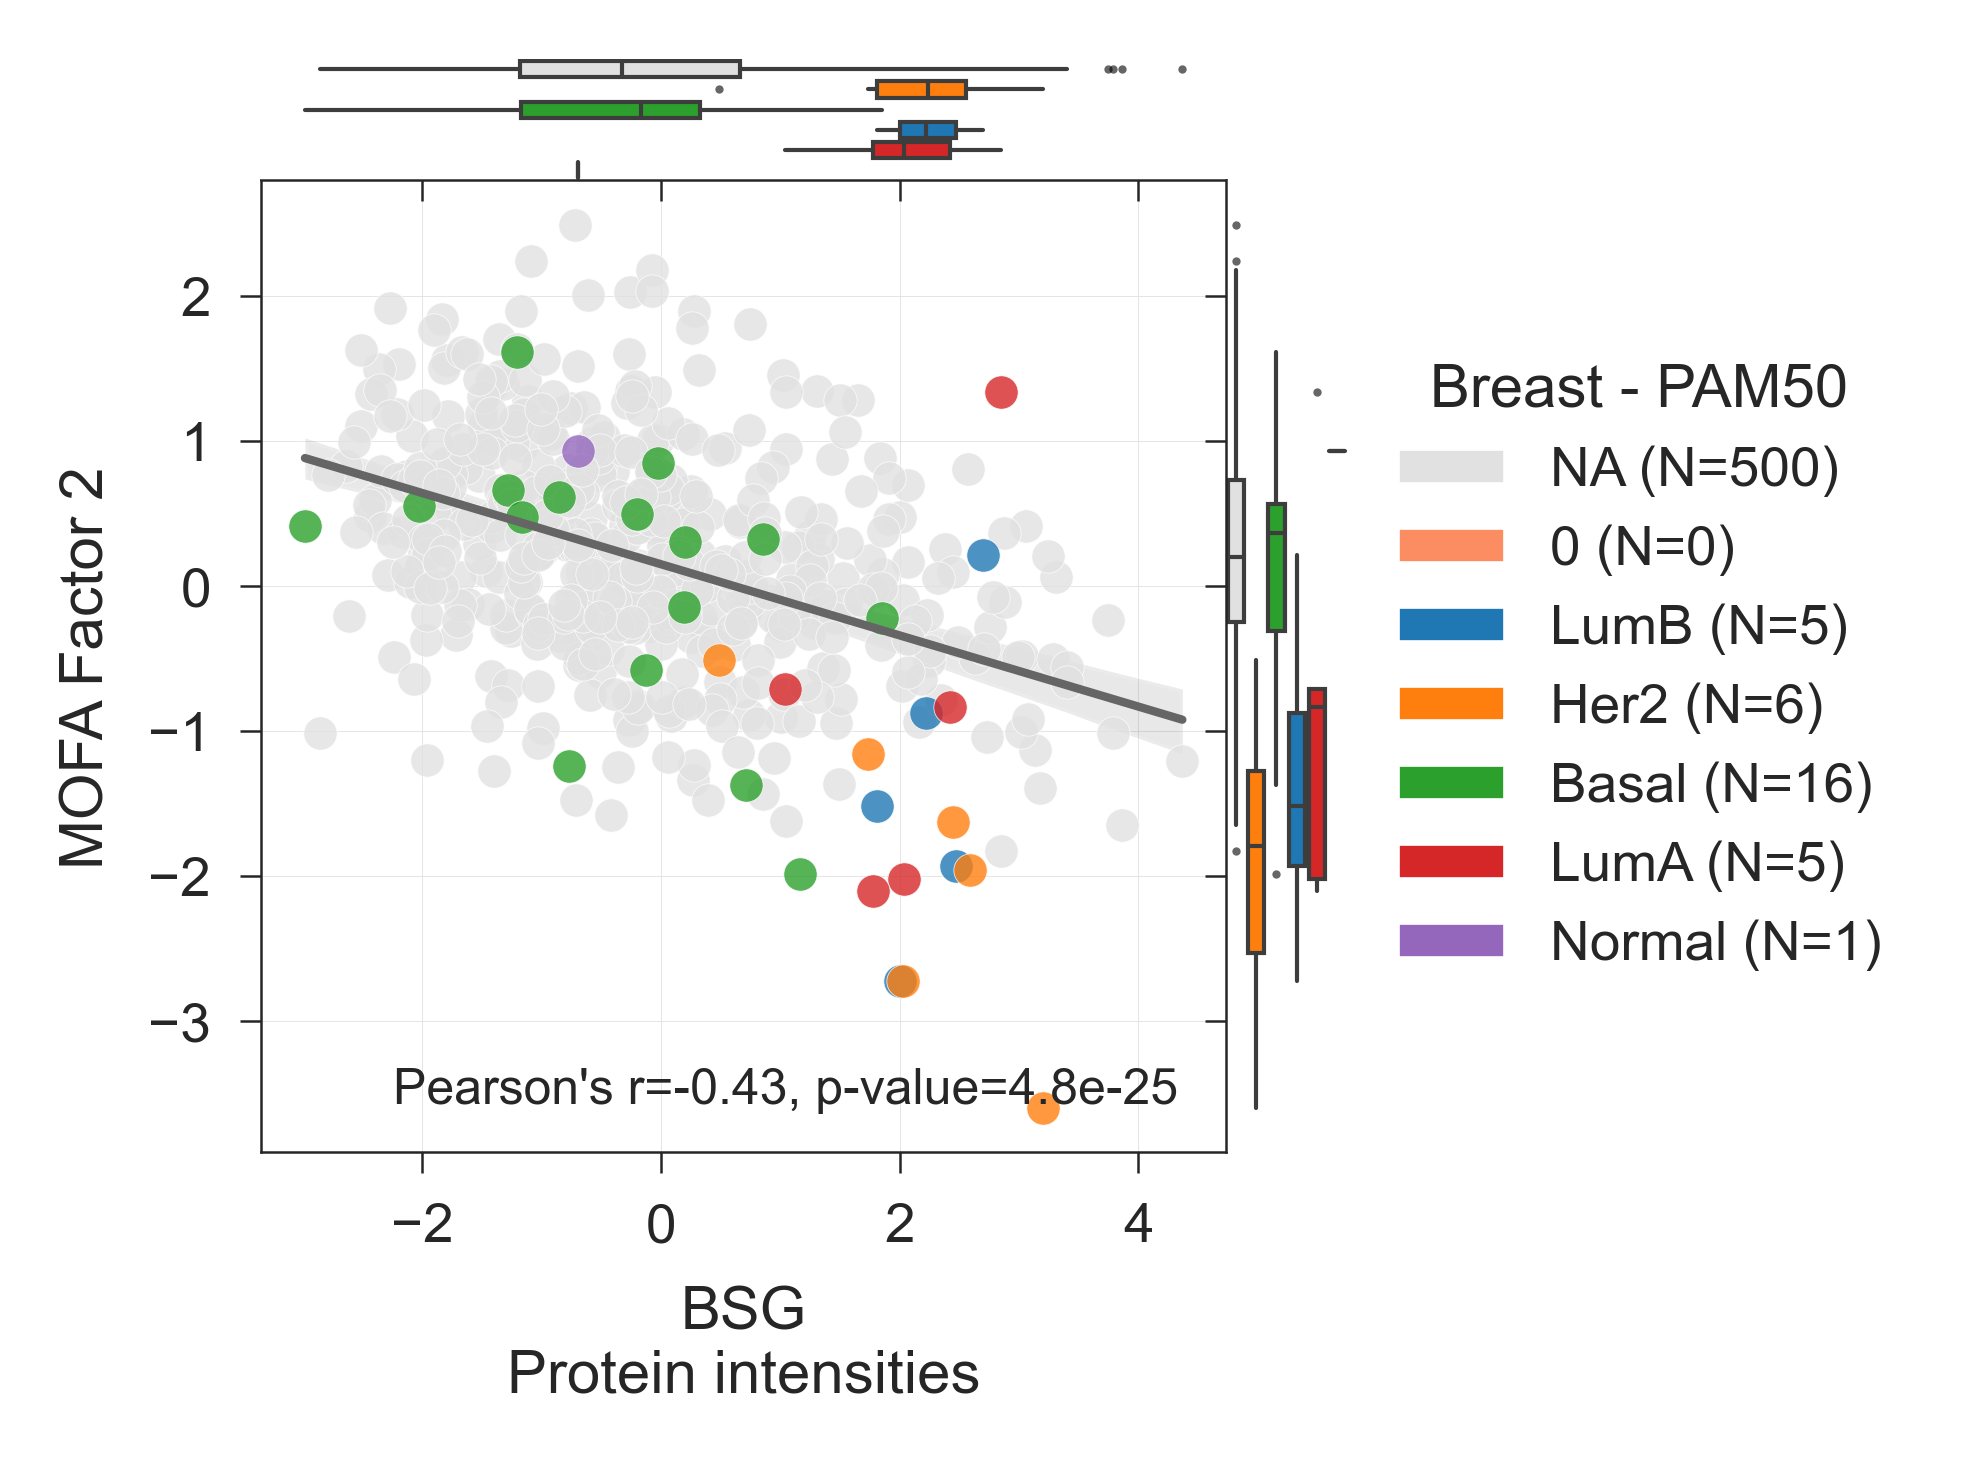 2
1
0
−1
−2
−3
MOFA Factor 2
Pearson's r=-0.43, p-value=4.8e-25
−2 0 2 4
BSG
Protein intensities
Breast - PAM50
NA (N=500)
0 (N=0)
LumB (N=5)
Her2 (N=6)
Basal (N=16)
LumA (N=5)
Normal (N=1)